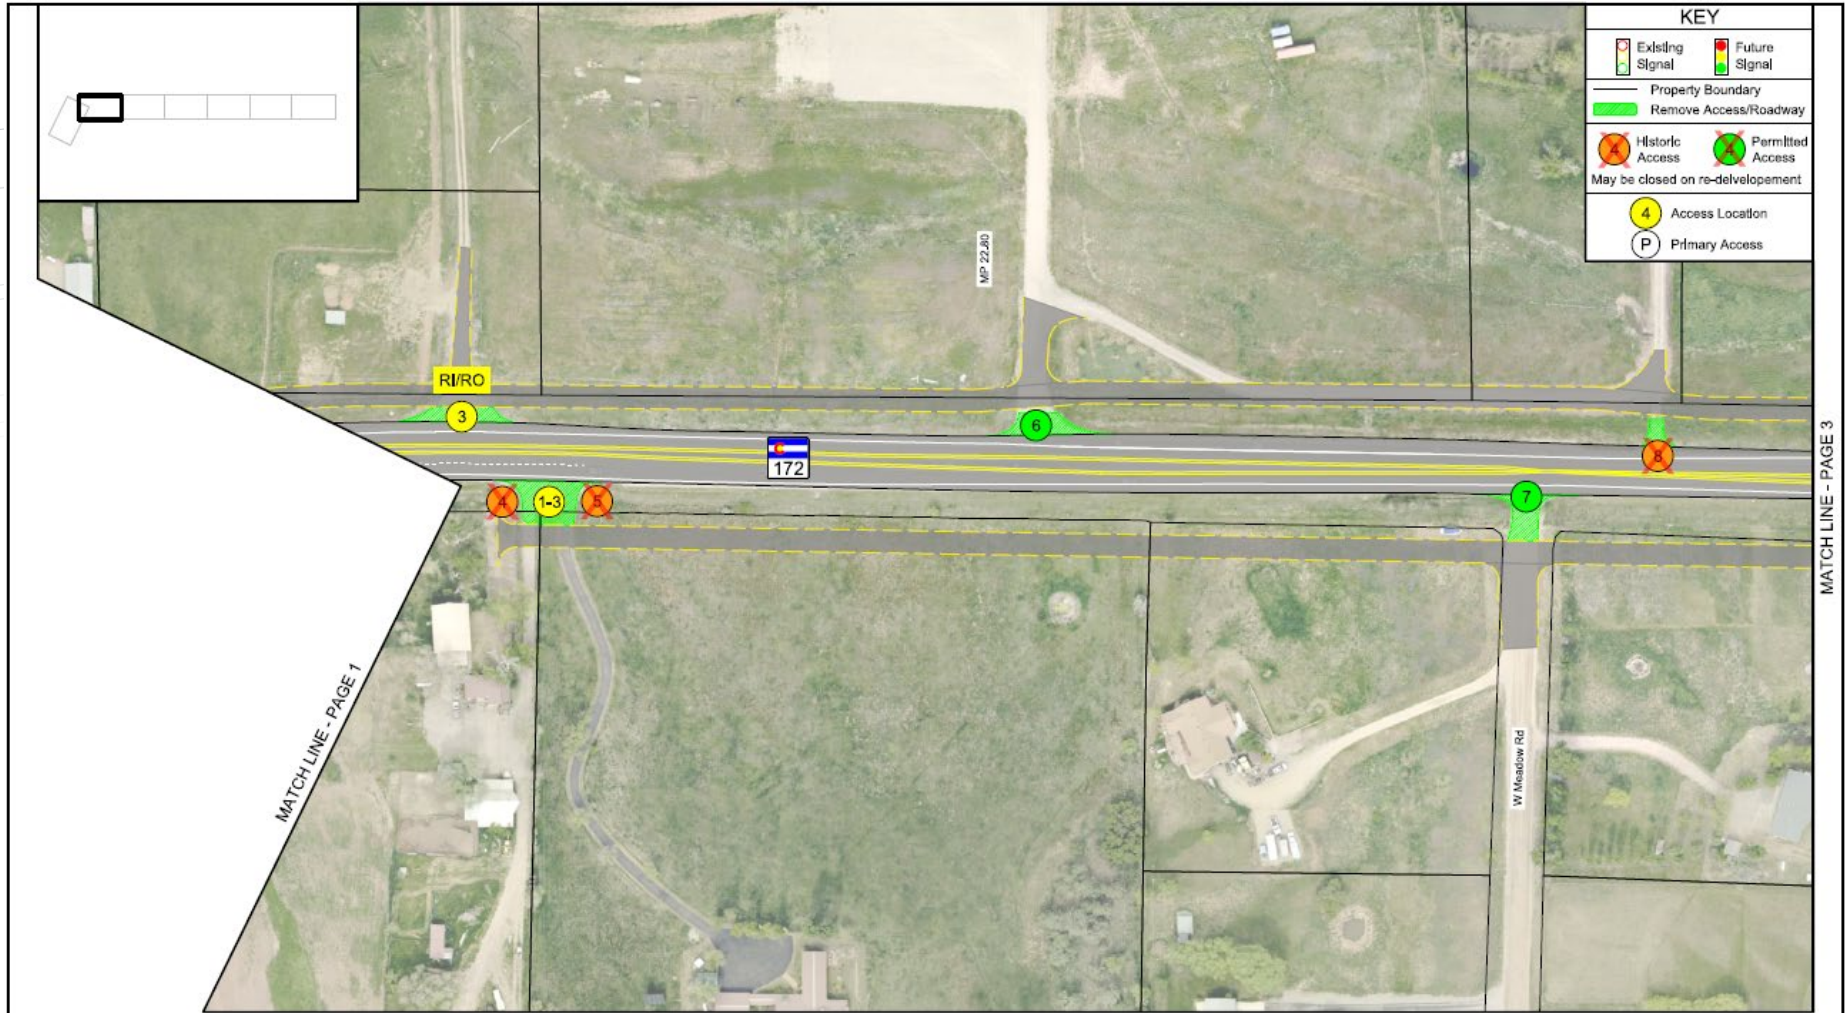 KEY
Existing
Signal
Future
Signal
Property Boundary
Remove Access/Roadway
4
Historic
Access
4
Permitted
Access
May be closed on re-delvelopement
4
Access Location
P
Primary Access
MP 22.80
RI/RO
3
6
8
C
172
4
1-3
5
7
W Meadow Rd
MATCH LINE - PAGE 1
MATCH LINE - PAGE 3